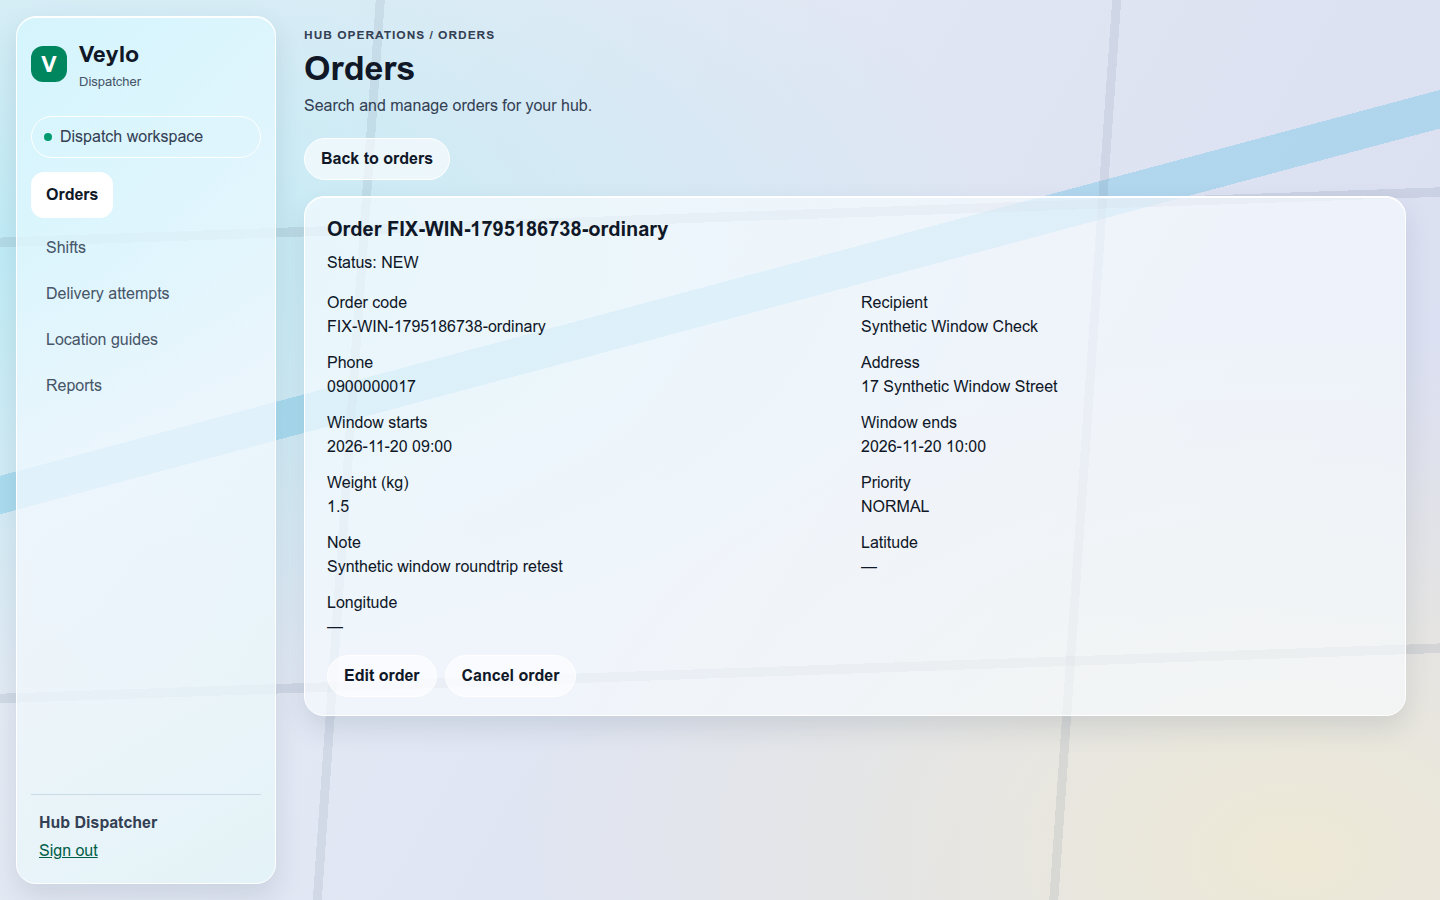 V
Veylo
Dispatcher
Dispatch workspace
Orders
Shifts
Delivery attempts
Location guides
Reports
Hub Dispatcher
Sign out
HUB OPERATIONS / ORDERS
Orders
Search and manage orders for your hub.
Back to orders
Order FIX-WIN-1795186738-ordinary
Status: NEW
Order code
FIX-WIN-1795186738-ordinary
Recipient
Synthetic Window Check
Phone
0900000017
Address
17 Synthetic Window Street
Window starts
2026-11-20 09:00
Window ends
2026-11-20 10:00
Weight (kg)
1.5
Priority
NORMAL
Note
Synthetic window roundtrip retest
Latitude
—
Longitude
—
Edit order
Cancel order